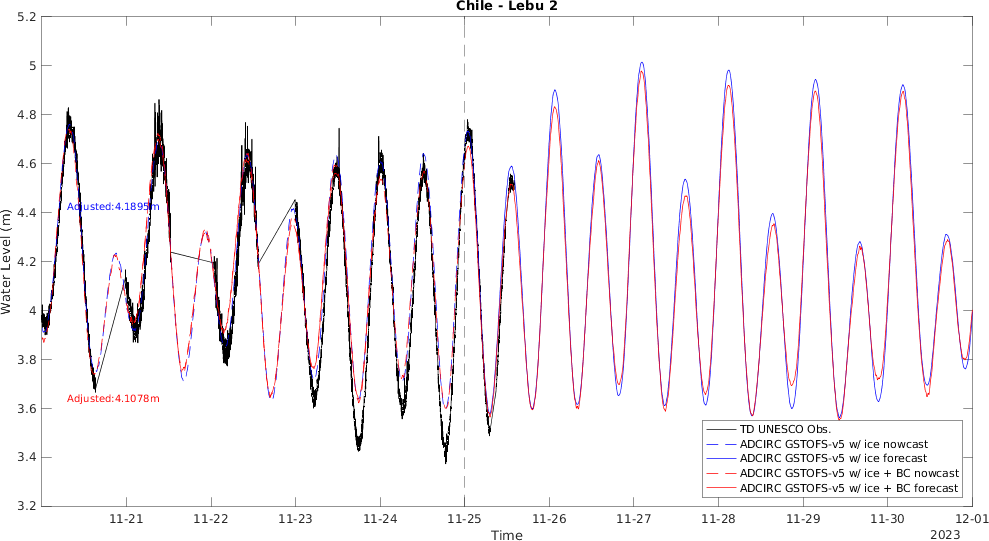 Chile - Lebu 2
5.2
5
4.8
4.6
4.4
4.2
4
3.8
3.6
3.4
3.2
Water Level (m)
Adjusted:4.1895m
Adjusted:4.1078m
TD UNESCO Obs.
ADCIRC GSTOFS-v5 w/ ice nowcast
ADCIRC GSTOFS-v5 w/ ice forecast
ADCIRC GSTOFS-v5 w/ ice + BC nowcast
ADCIRC GSTOFS-v5 w/ ice + BC forecast
11-21 11-22 11-23 11-24 11-25 11-26 11-27 11-28 11-29 11-30 12-01
Time
2023